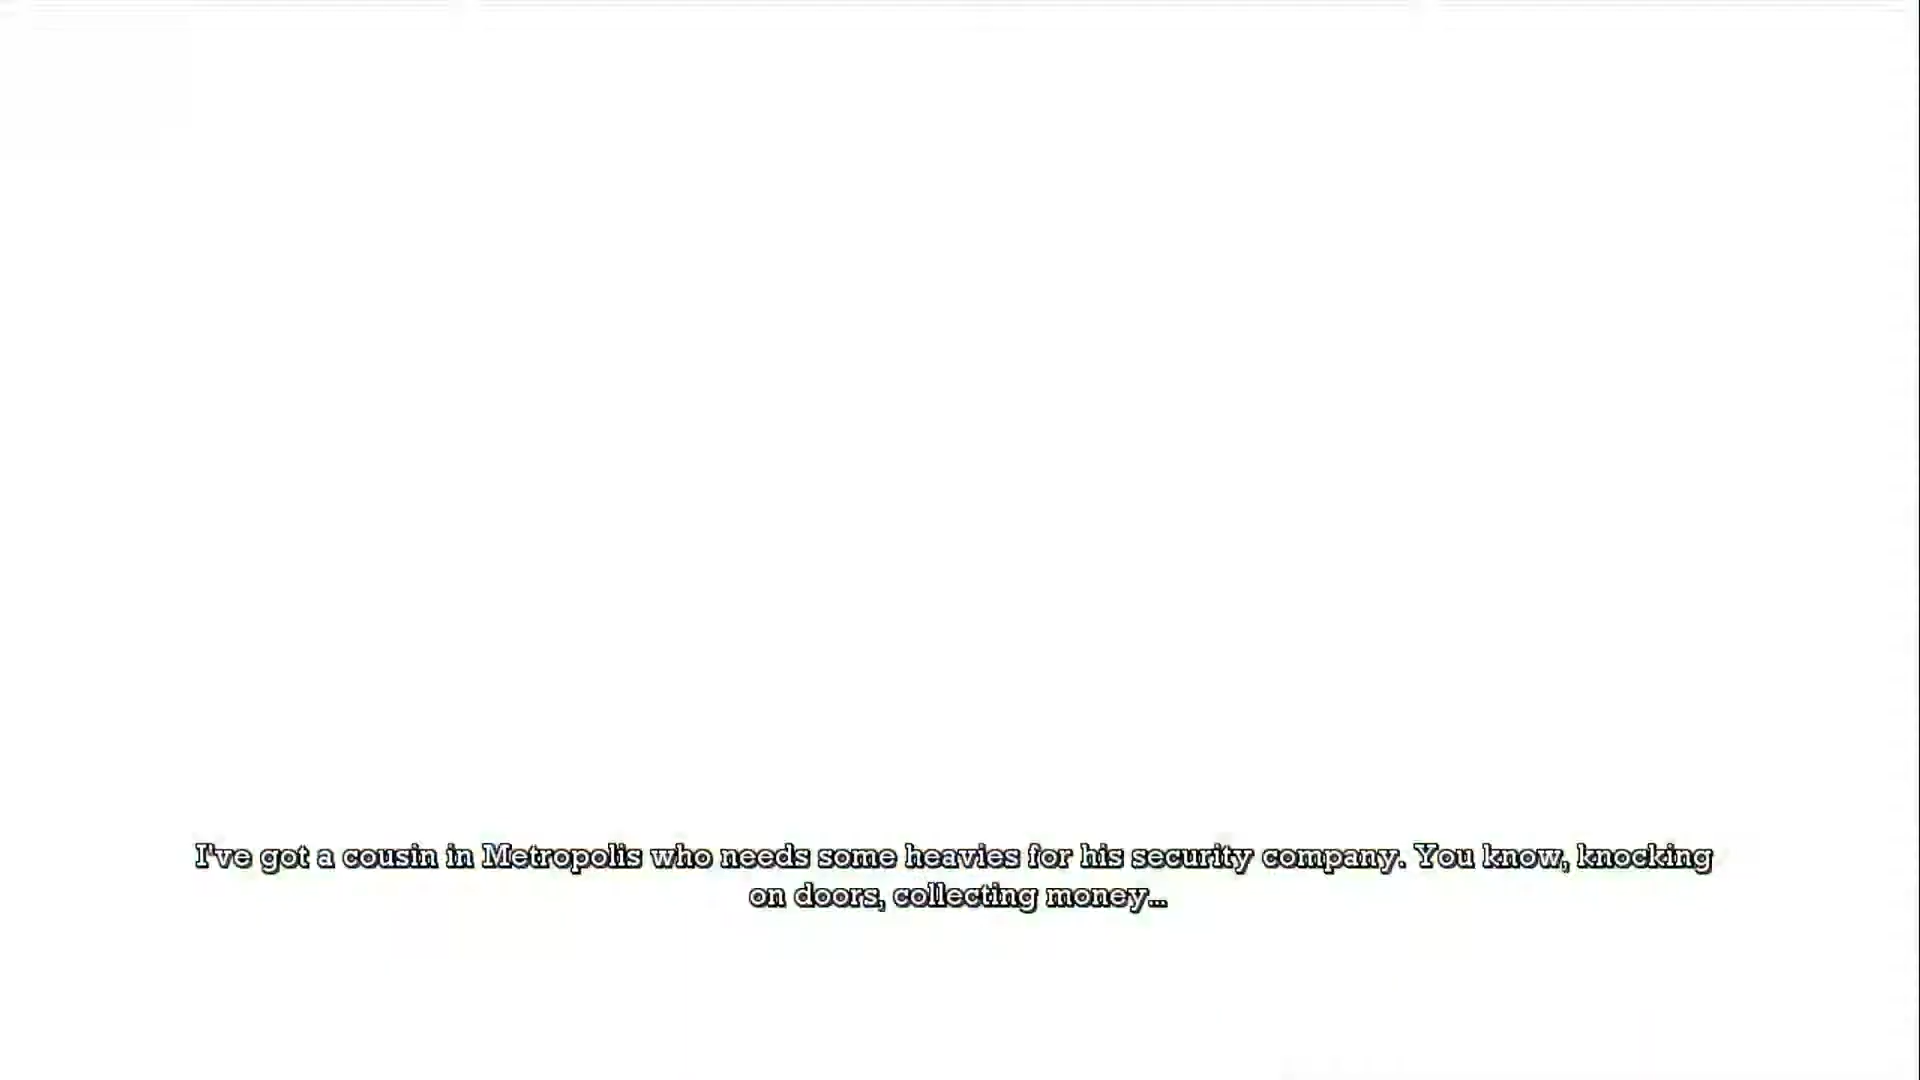 I've got a cousin in Metropolis who needs some heavies for his security company. You know, knocking
on doors, collecting money...